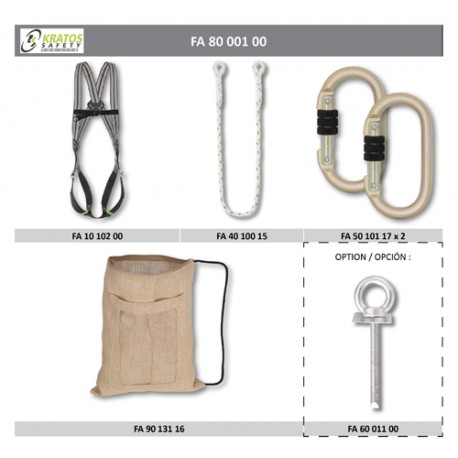 KRATOS
SAFETY
FA 80 001 00
FA 10 102 00
FA 40 100 15
FA 50 101 17 x 2
OPTION / OPCIÓN :
FA 90 131 16
FA 60 011 00